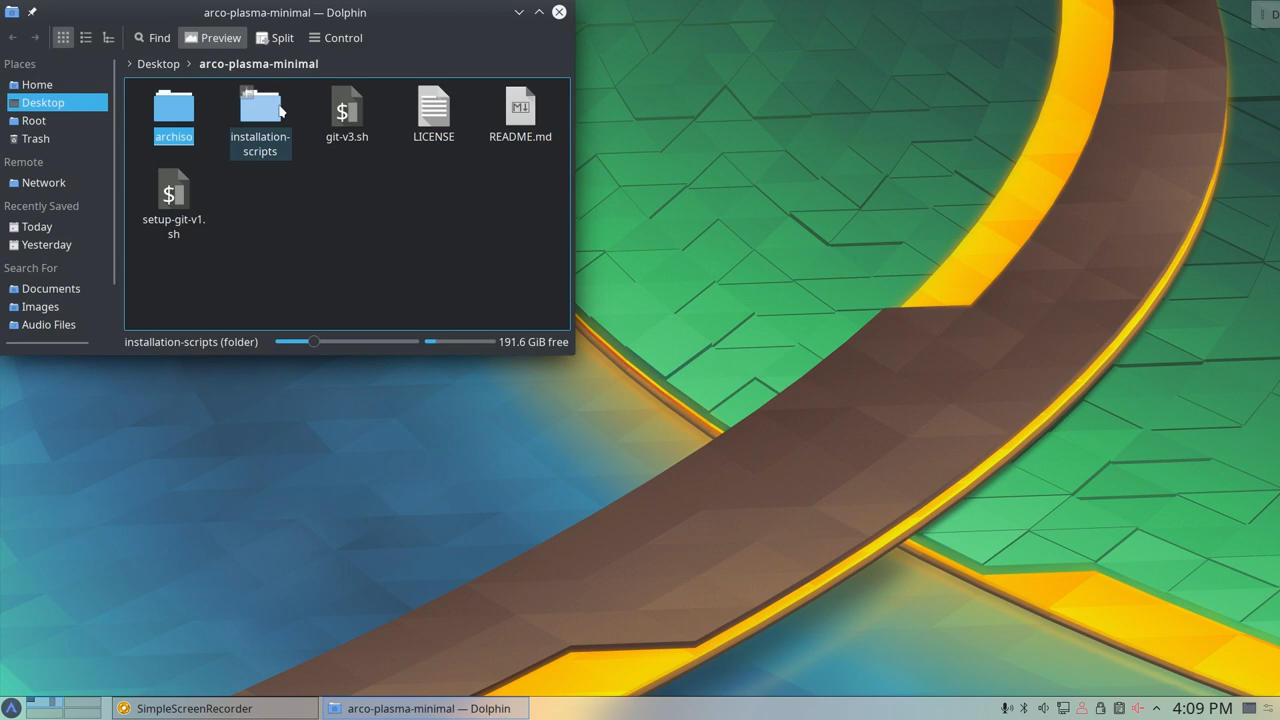 arco-plasma-minimal — Dolphin
Find
Preview
Split
Control
Places
Home
Desktop
Root
Trash
Remote
Network
Recently Saved
Today
Yesterday
Search For
Documents
Images
Audio Files
Desktop
arco-plasma-minimal
archiso
installation-
scripts
git-v3.sh
LICENSE
README.md
setup-git-v1.
sh
installation-scripts (folder)
191.6 GiB free
D
SimpleScreenRecorder
arco-plasma-minimal — Dolphin
4:09 PM